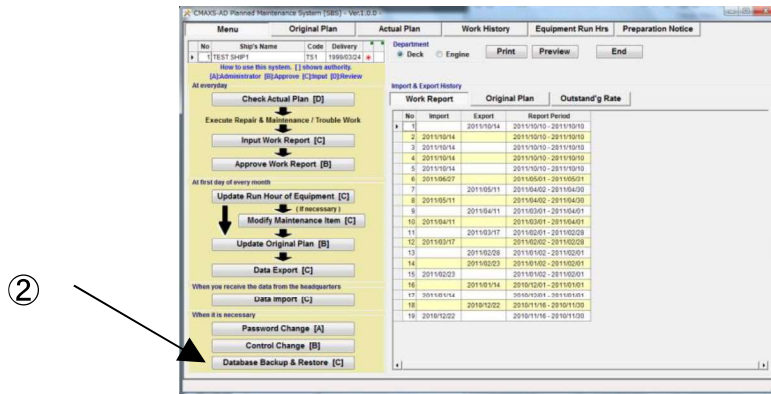 CMAXS-AD Planned Maintenance System [SBS] - Ver.1.0.0 -
Menu Original Plan Actual Plan Work History Equipment Run Hrs Preparation Notice
No Ship's Name Code Delivery
1 TEST SHIP1 TS1 1999/03/24
How to use this system. [ ] shows authority.
[A]:Administrator [B]:Approve [C]:Input [D]:Review
At everyday
Check Actual Plan [D]
Execute Repair & Maintenance / Trouble Work
Input Work Report [C]
Approve Work Report [B]
At first day of every month
Update Run Hour of Equipment [C]
( If necessary )
Modify Maintenance Item [C]
Update Original Plan [B]
Data Export [C]
When you receive the data from the headquarters
Data Import [C]
When it is necessary
Password Change [A]
Control Change [B]
Database Backup & Restore [C]
②
Department
Deck Engine Print Preview End
Import & Export History
Work Report Original Plan Outstand'g Rate
No Import Export Report Period
1 2011/10/14 2011/10/10 - 2011/10/10
2 2011/10/14 2011/10/10 - 2011/10/10
3 2011/10/14 2011/10/10 - 2011/10/10
4 2011/10/14 2011/10/10 - 2011/10/10
5 2011/10/14 2011/10/10 - 2011/10/10
6 2011/06/27 2011/05/01 - 2011/05/31
7 2011/05/11 2011/04/02 - 2011/04/30
8 2011/05/11 2011/04/02 - 2011/04/30
9 2011/04/11 2011/03/01 - 2011/04/01
10 2011/04/11 2011/03/01 - 2011/04/01
11 2011/03/17 2011/02/01 - 2011/02/28
12 2011/03/17 2011/02/02 - 2011/02/28
13 2011/02/28 2011/01/02 - 2011/02/01
14 2011/02/23 2011/01/02 - 2011/02/01
15 2011/02/23 2011/01/02 - 2011/02/01
16 2011/01/14 2010/12/01 - 2011/01/01
17 2011/01/14 2010/12/01 - 2011/01/01
18 2010/12/22 2010/11/16 - 2010/11/30
19 2010/12/22 2010/11/16 - 2010/11/30